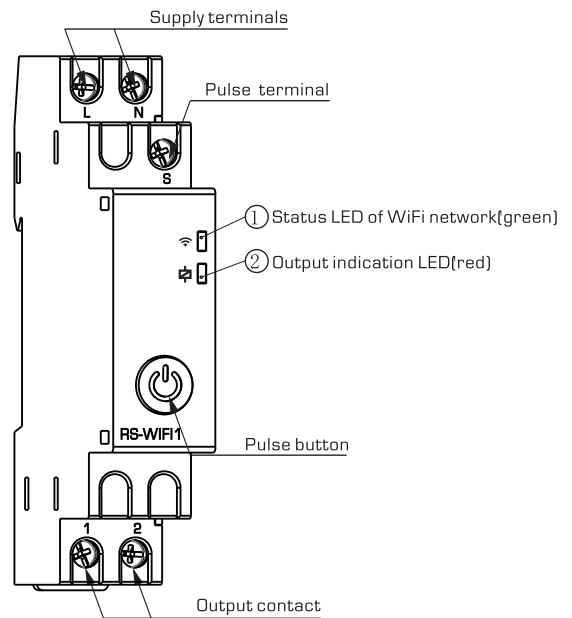 Supply terminals
L N
Pulse terminal
S
1 Status LED of WiFi network(green)
2 Output indication LED(red)
RS-WIFI1
Pulse button
1 2
Output contact